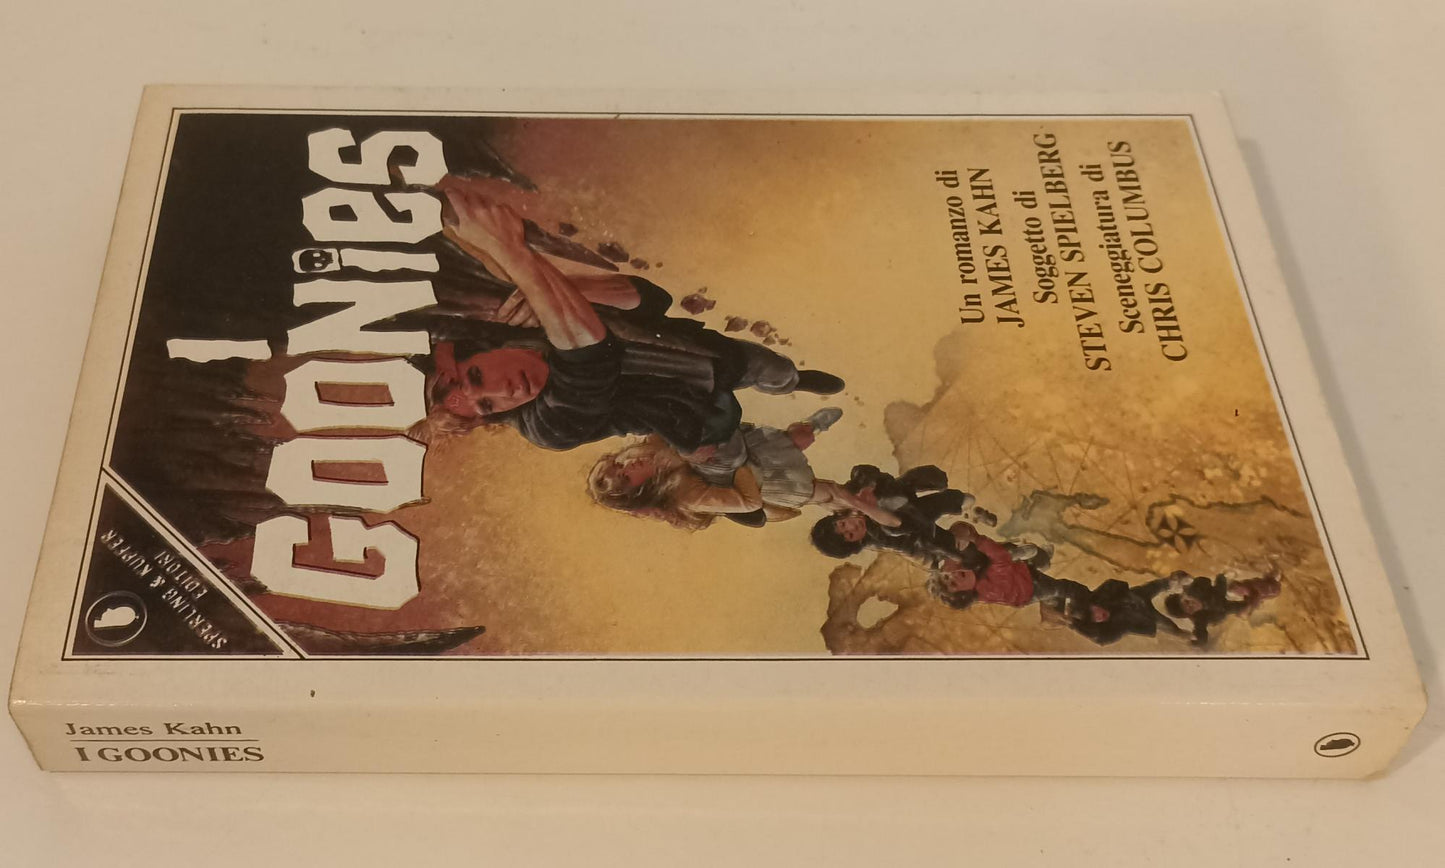 I
GOONiES
Un romanzo di
JAMES KAHN
Soggetto di
STEVEN SPIELBERG
Sceneggiatura di
CHRIS COLUMBUS
SPERLING & KUPFER
EDITORI
James Kahn
I GOONIES